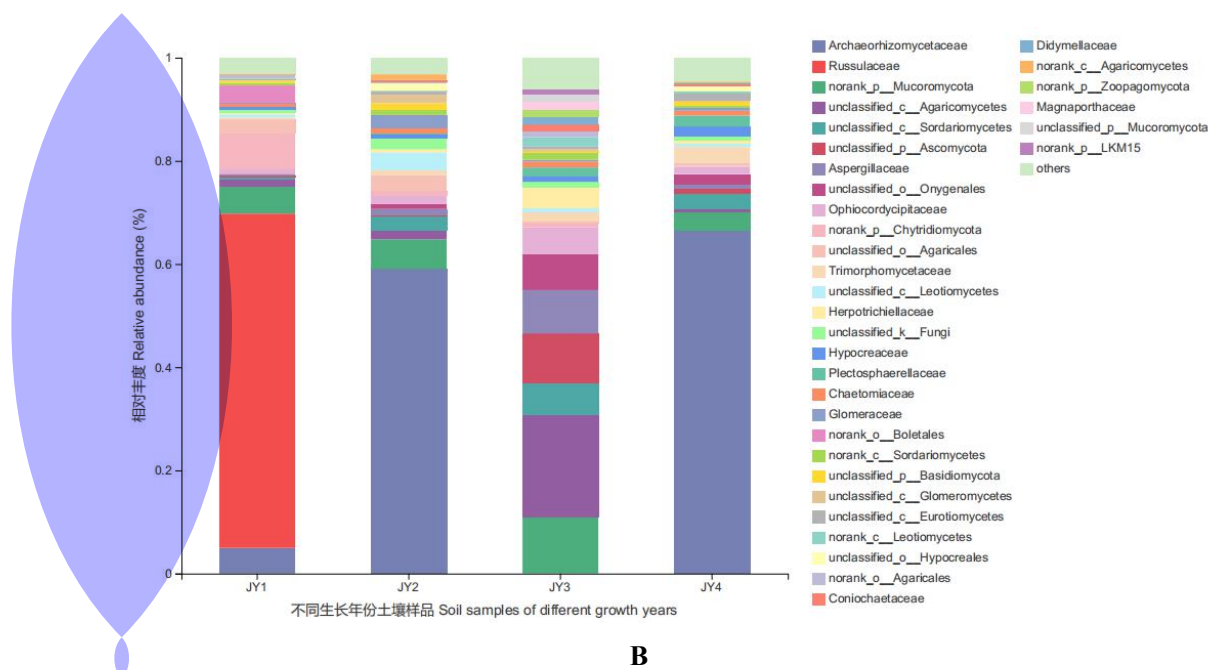 1
0.8
0.6
0.4
0.2
0
相对丰度 Relative abundance (%)
JY1 JY2 JY3 JY4
不同生长年份土壤样品 Soil samples of different growth years
Archaeorhizomycetaceae
Russulaceae
norank_p__Mucoromycota
unclassified_c__Agaricomycetes
unclassified_c__Sordariomycetes
unclassified_p__Ascomycota
Aspergillaceae
unclassified_o__Onygenales
Ophiocordycipitaceae
norank_p__Chytridiomycota
unclassified_o__Agaricales
Trimorphomycetaceae
unclassified_c__Leotiomycetes
Herpotrichiellaceae
unclassified_k__Fungi
Hypocreaceae
Plectosphaerellaceae
Chaetomiaceae
Glomeraceae
norank_o__Boletales
norank_c__Sordariomycetes
unclassified_p__Basidiomycota
unclassified_c__Glomeromycetes
unclassified_c__Eurotiomycetes
norank_c__Leotiomycetes
unclassified_o__Hypocreales
norank_o__Agaricales
Coniochaetaceae
Didymellaceae
norank_c__Agaricomycetes
norank_p__Zoopagomycota
Magnaporthaceae
unclassified_p__Mucoromycota
norank_p__LKM15
others
B